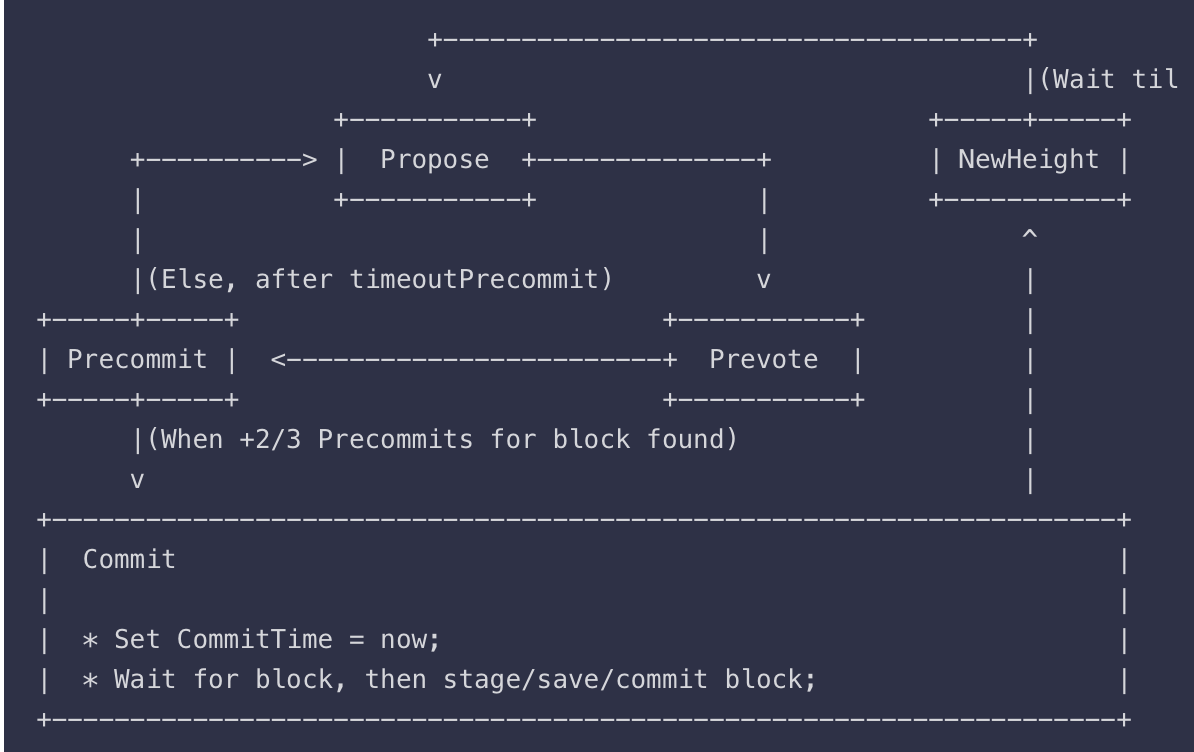 (Wait til
Propose
NewHeight
(Else, after timeoutPrecommit)
Precommit
Prevote
(When +2/3 Precommits for block found)
Commit
* Set CommitTime = now;
* Wait for block, then stage/save/commit block;